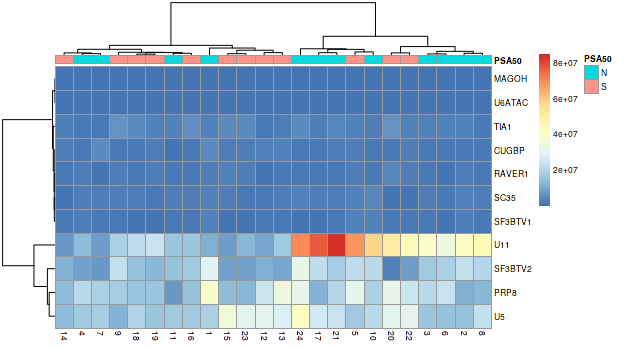 PSA50
MAGOH
U6ATAC
TIA1
CUGBP
RAVER1
SC35
SF3BTV1
U11
SF3BTV2
PRP8
U5
14 4 7 9 18 19 11 16 1 15 23 12 13 24 17 21 5 10 20 22 3 6 2 8
8e+07
6e+07
4e+07
2e+07
PSA50
N
S